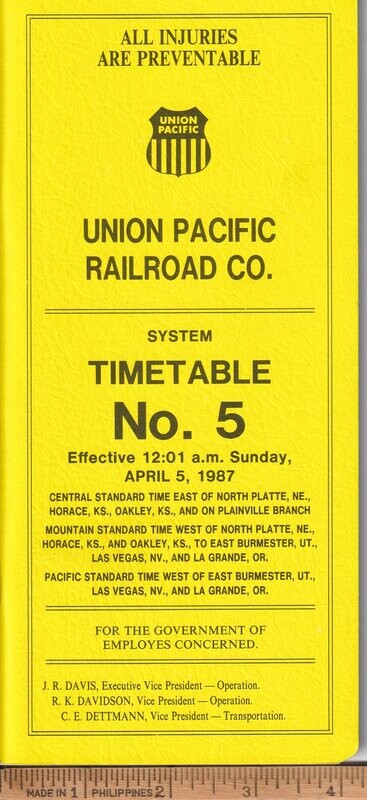 ALL INJURIES
ARE PREVENTABLE
UNION
PACIFIC
UNION PACIFIC
RAILROAD CO.
SYSTEM
TIMETABLE
No. 5
Effective 12:01 a.m. Sunday,
APRIL 5, 1987
CENTRAL STANDARD TIME EAST OF NORTH PLATTE, NE.,
HORACE, KS., OAKLEY, KS., AND ON PLAINVILLE BRANCH
MOUNTAIN STANDARD TIME WEST OF NORTH PLATTE, NE.,
HORACE, KS., AND OAKLEY, KS., TO EAST BURMESTER, UT.,
LAS VEGAS, NV., AND LA GRANDE, OR.
PACIFIC STANDARD TIME WEST OF EAST BURMESTER, UT.,
LAS VEGAS, NV., AND LA GRANDE, OR.
FOR THE GOVERNMENT OF
EMPLOYES CONCERNED.
J. R. DAVIS, Executive Vice President — Operation.
R. K. DAVIDSON, Vice President — Operation.
C. E. DETTMANN, Vice President — Transportation.
MADE IN 1 PHILIPPINES 2 3 4